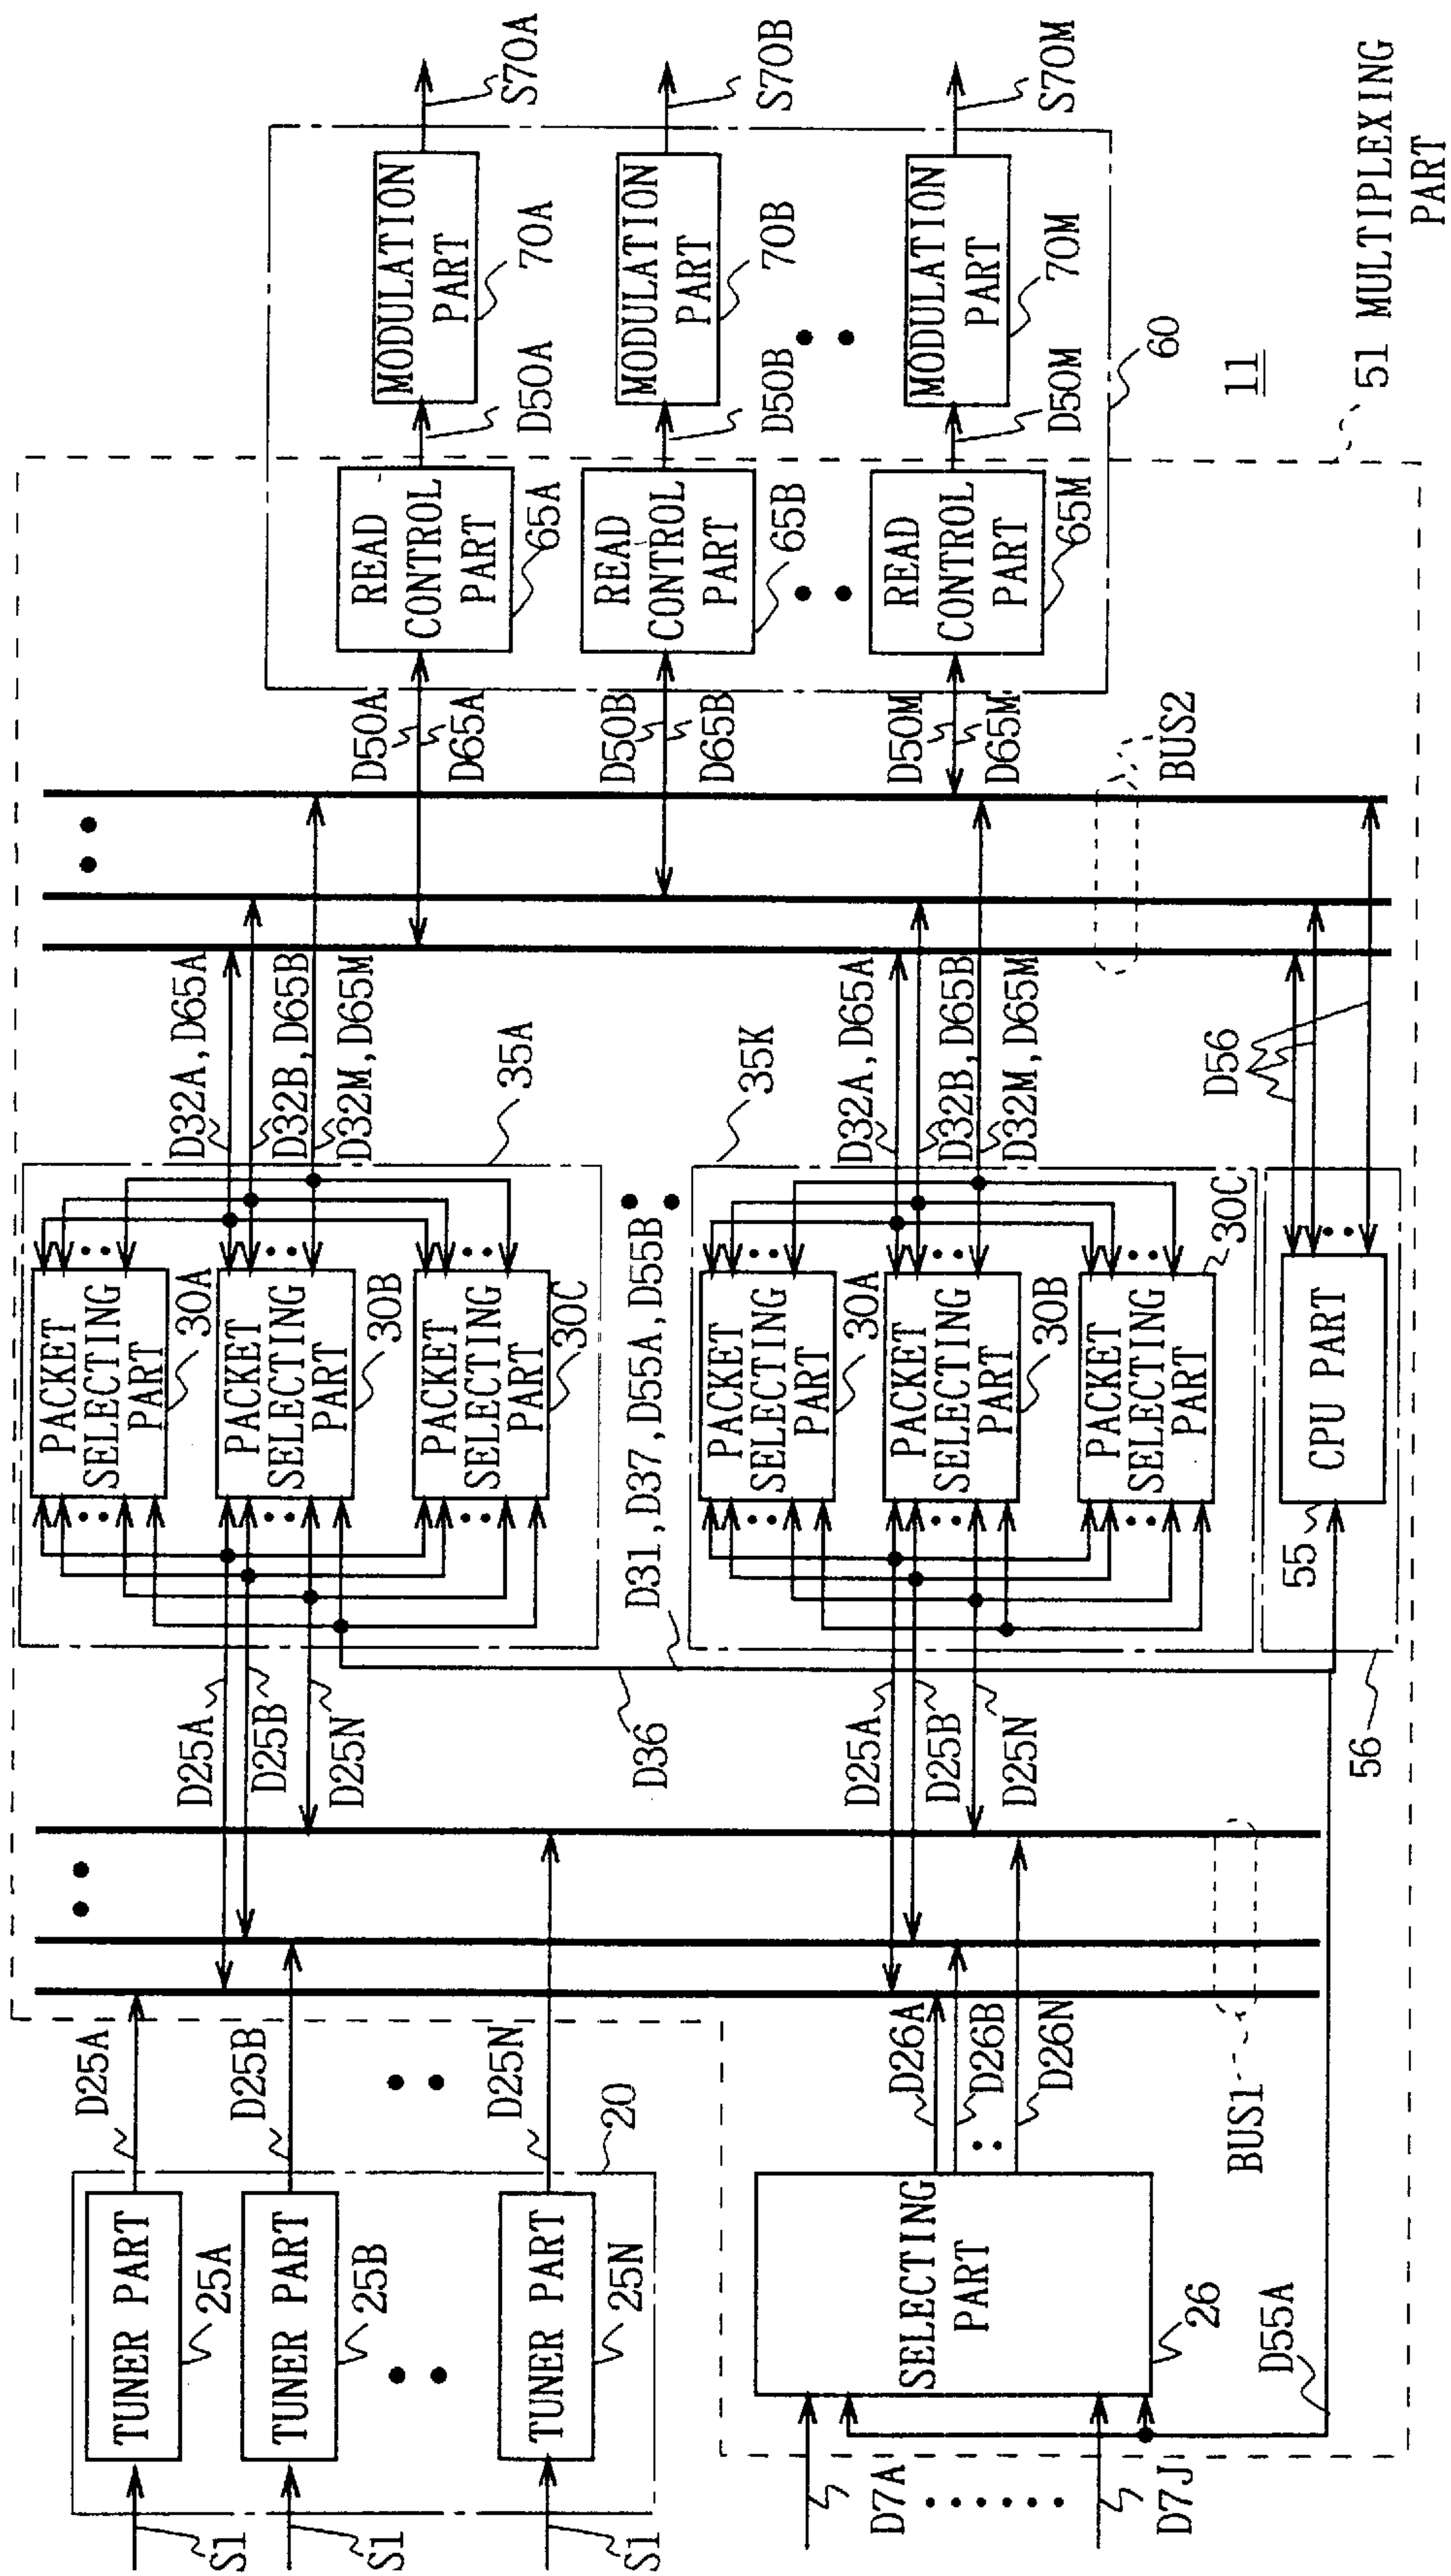 S1
S1
S1
TUNER PART
25A
TUNER PART
25B
TUNER PART
25N
20
D25A
D25B
D25N
D7A
D7J
SELECTING
PART
26
D55A
D26A
D26B
D26N
BUS1
D25A
D25B
D25N
D36
D25A
D25B
D25N
D31, D37, D55A, D55B
PACKET
SELECTING
PART
30A
PACKET
SELECTING
PART
30B
PACKET
SELECTING
PART
30C
35A
PACKET
SELECTING
PART
30A
PACKET
SELECTING
PART
30B
PACKET
SELECTING
PART
30C
35K
CPU PART
55
56
D32A, D65A
D32B, D65B
D32M, D65M
D32A, D65A
D32B, D65B
D32M, D65M
D56
BUS2
D50A
D65A
D50B
D65B
D50M
D65M
READ
CONTROL
PART
65A
READ
CONTROL
PART
65B
READ
CONTROL
PART
65M
D50A
D50B
D50M
MODULATION
PART
70A
MODULATION
PART
70B
MODULATION
PART
70M
60
S70A
S70B
S70M
11
51 MULTIPLEXING
PART